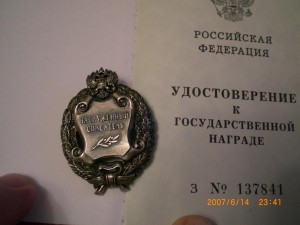 РОССИЙСКАЯ
ФЕДЕРАЦИЯ
УДОСТОВЕРЕНИЕ
К
ГОСУДАРСТВЕННОЙ
НАГРАДЕ
З № 137841
2007/6/14 23:41